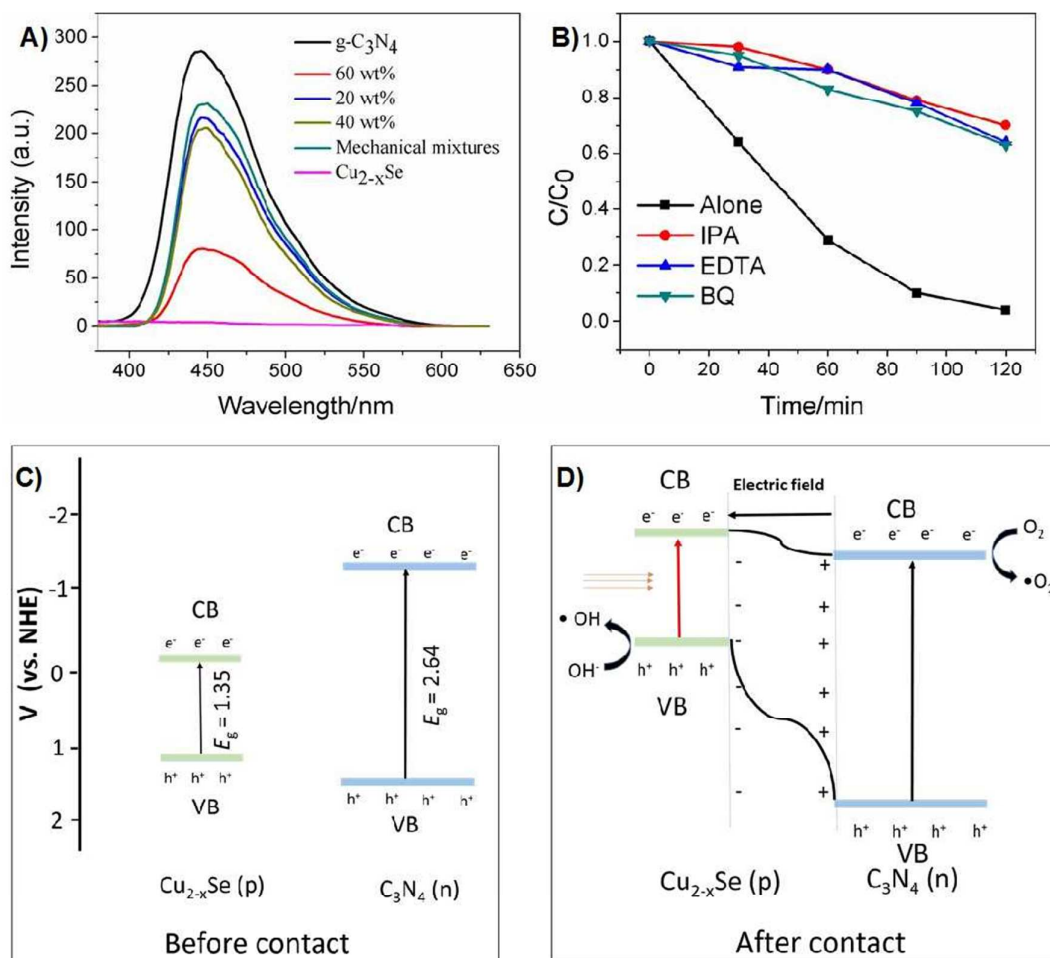 A)
300
250
200
150
100
50
0
Intensity (a.u.)
g-C₃N₄
60 wt%
20 wt%
40 wt%
Mechanical mixtures
Cu₂₋ₓSe
400 450 500 550 600 650
Wavelength/nm
B)
1.0
0.8
0.6
0.4
0.2
0.0
C/C₀
Alone
IPA
EDTA
BQ
0 20 40 60 80 100 120
Time/min
C)
-2
-1
0
1
2
V (vs. NHE)
CB
e⁻ e⁻ e⁻ e⁻
CB
e⁻ e⁻ e⁻
E_g = 1.35
E_g = 2.64
h⁺ h⁺ h⁺
VB
h⁺ h⁺ h⁺ h⁺
VB
Cu₂₋ₓSe (p)
C₃N₄ (n)
Before contact
D)
CB
Electric field
CB
e⁻ e⁻ e⁻
e⁻ e⁻ e⁻ e⁻
O₂
•O₂
- +
- +
- +
- +
- +
- +
• OH
OH⁻
h⁺ h⁺ h⁺
VB
h⁺ h⁺ h⁺ h⁺
VB
Cu₂₋ₓSe (p)
C₃N₄ (n)
After contact